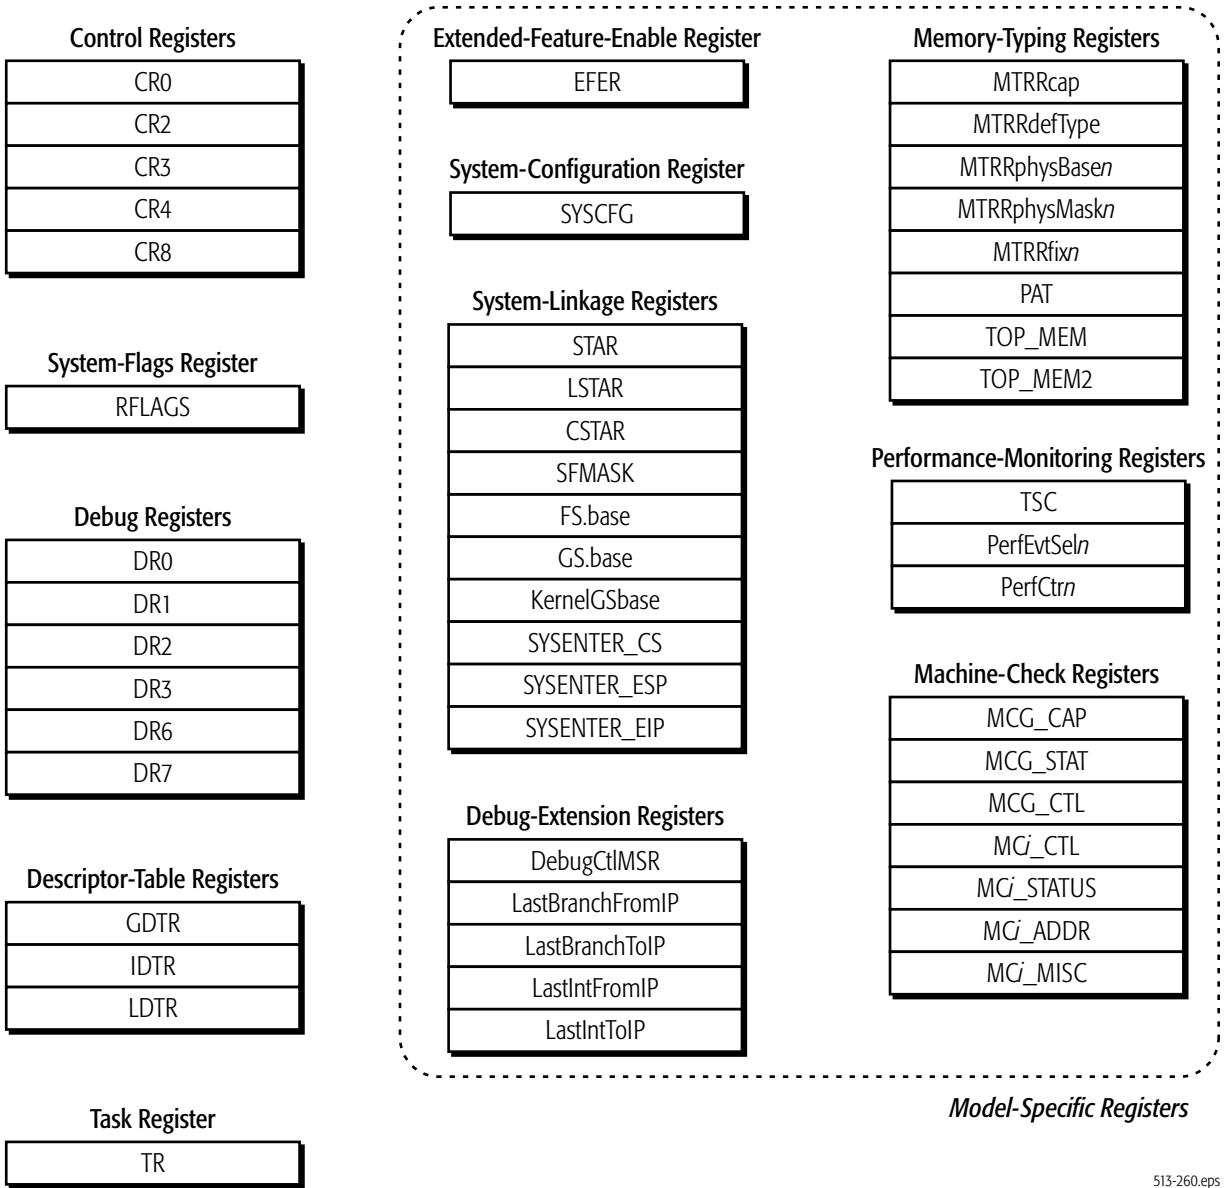 Control Registers
CR0
CR2
CR3
CR4
CR8
System-Flags Register
RFLAGS
Debug Registers
DR0
DR1
DR2
DR3
DR6
DR7
Descriptor-Table Registers
GDTR
IDTR
LDTR
Task Register
TR
Extended-Feature-Enable Register
EFER
System-Configuration Register
SYSCFG
System-Linkage Registers
STAR
LSTAR
CSTAR
SFMASK
FS.base
GS.base
KernelGSbase
SYSENTER_CS
SYSENTER_ESP
SYSENTER_EIP
Debug-Extension Registers
DebugCtlMSR
LastBranchFromIP
LastBranchToIP
LastIntFromIP
LastIntToIP
Memory-Typing Registers
MTRRcap
MTRRdefType
MTRRphysBasen
MTRRphysMaskn
MTRRfixn
PAT
TOP_MEM
TOP_MEM2
Performance-Monitoring Registers
TSC
PerfEvtSeln
PerfCtrn
Machine-Check Registers
MCG_CAP
MCG_STAT
MCG_CTL
MCi_CTL
MCi_STATUS
MCi_ADDR
MCi_MISC
Model-Specific Registers
513-260.eps